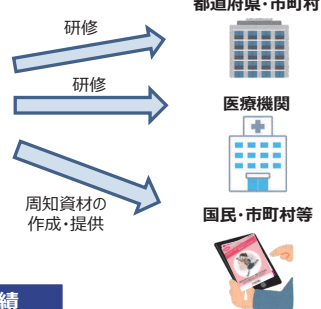 都道府県・市町村
研修
研修
医療機関
周知資材の
作成・提供
国民・市町村等
績